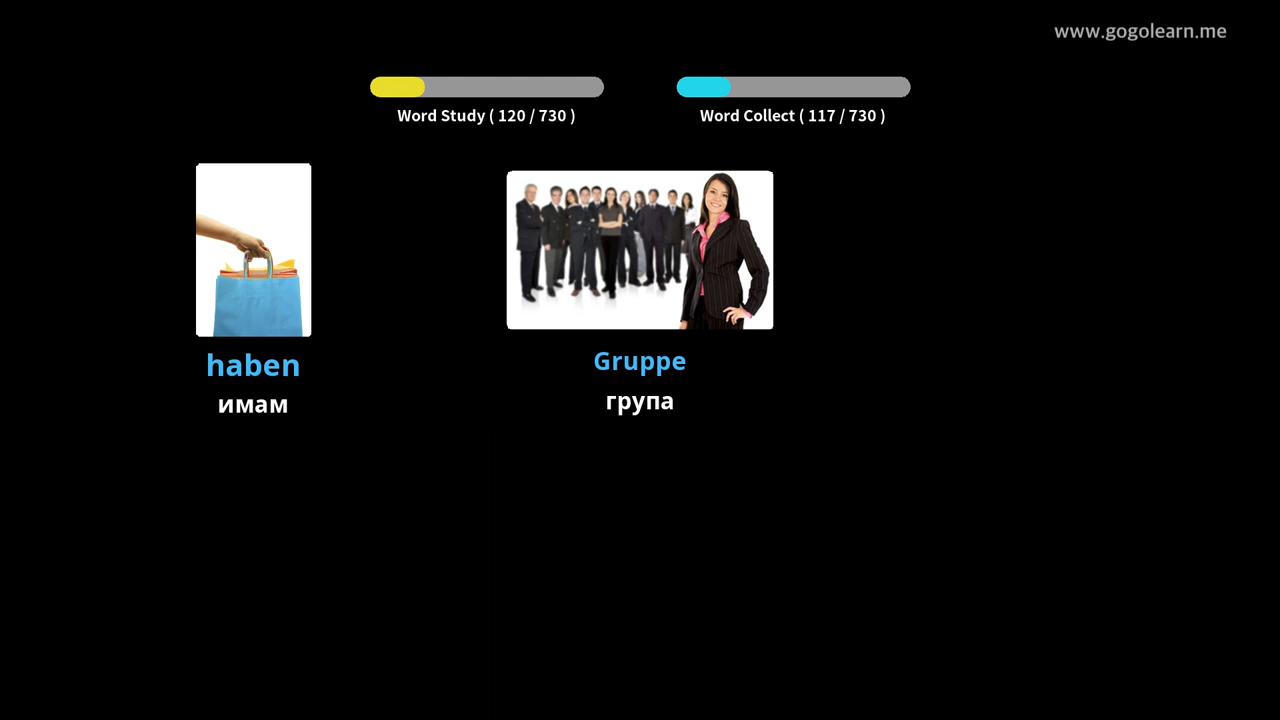 www.gogolearn.me
Word Study ( 120 / 730 )
Word Collect ( 117 / 730 )
haben
имам
Gruppe
група